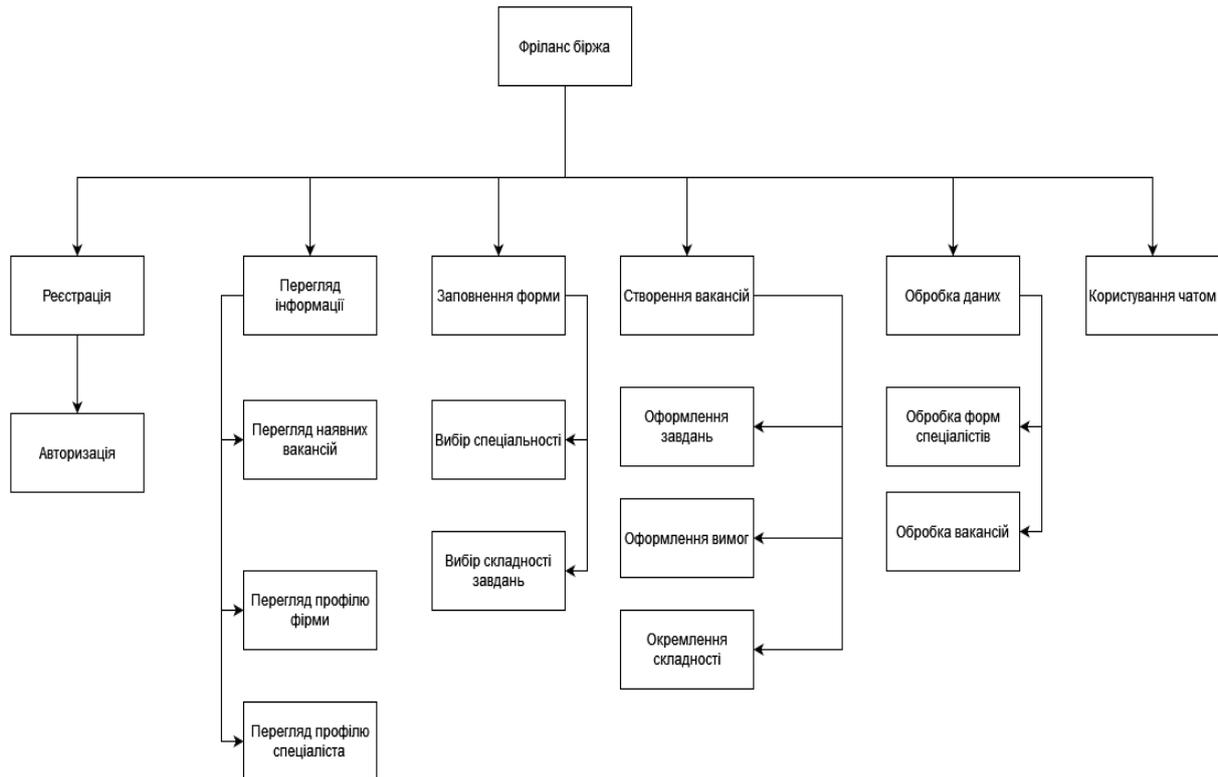 Фріланс біржа
Реєстрація
Перегляд
інформації
Заповнення форми
Створення вакансій
Обробка даних
Користування чатом
Авторизація
Перегляд наявних
вакансій
Вибір спеціальності
Оформлення
завдань
Обробка форм
спеціалістів
Вибір складності
завдань
Оформлення вимог
Обробка вакансій
Перегляд профілю
фірми
Окремлення
складності
Перегляд профілю
спеціаліста